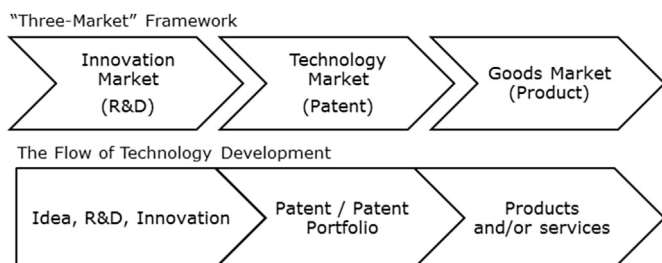 "Three-Market" Framework
Innovation
Market
(R&D)
Technology
Market
(Patent)
Goods Market
(Product)
The Flow of Technology Development
Idea, R&D, Innovation
Patent / Patent
Portfolio
Products
and/or services